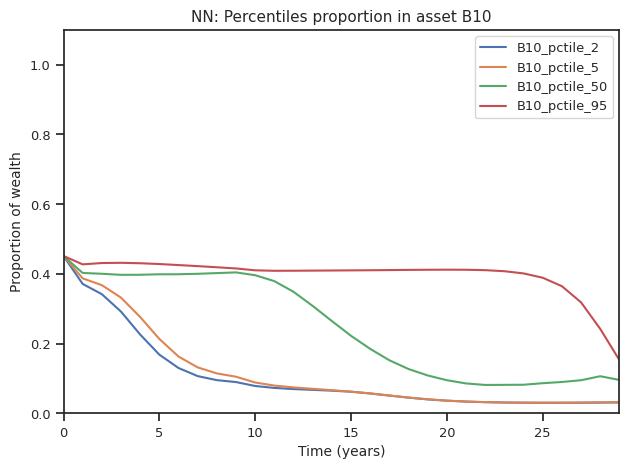 NN: Percentiles proportion in asset B10
B10_pctile_2
B10_pctile_5
B10_pctile_50
B10_pctile_95
Proportion of wealth
1.0
0.8
0.6
0.4
0.2
0.0
0 5 10 15 20 25
Time (years)